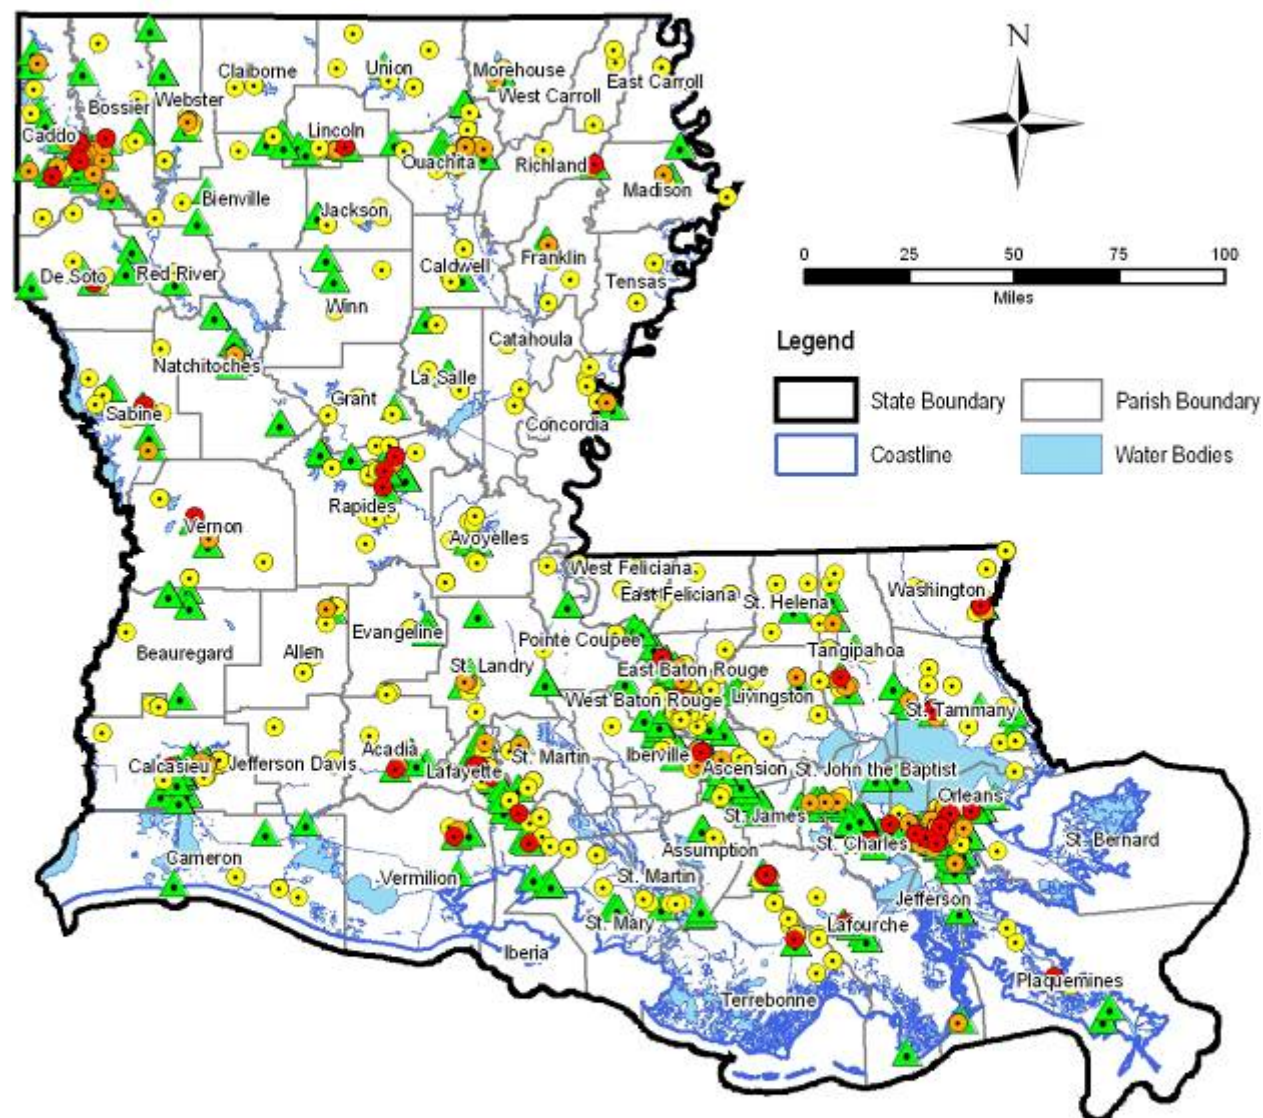 N
Claiborne
Union
Morehouse
West Carroll
East Carroll
Bossier
Webster
Caddo
Lincoln
Ouachita
Richland
Madison
Bienville
Jackson
De Soto
Red River
Caldwell
Franklin
Tensas
Winn
0 25 50 75 100
Miles
Natchitoches
Catahoula
La Salle
Grant
Sabine
Concordia
Legend
State Boundary
Parish Boundary
Coastline
Water Bodies
Rapides
Vernon
Avoyelles
West Feliciana
East Feliciana
St. Helena
Washington
Evangeline
Pointe Coupee
Beauregard
Allen
St. Landry
East Baton Rouge
Tangipahoa
West Baton Rouge
Livingston
St. Tammany
Acadia
St. Martin
Iberville
Calcasieu
Jefferson Davis
Lafayette
Ascension
St. John the Baptist
Orleans
St. James
St. Charles
St. Bernard
Assumption
Cameron
Vermilion
St. Martin
Jefferson
St. Mary
Lafourche
Iberia
Plaquemines
Terrebonne